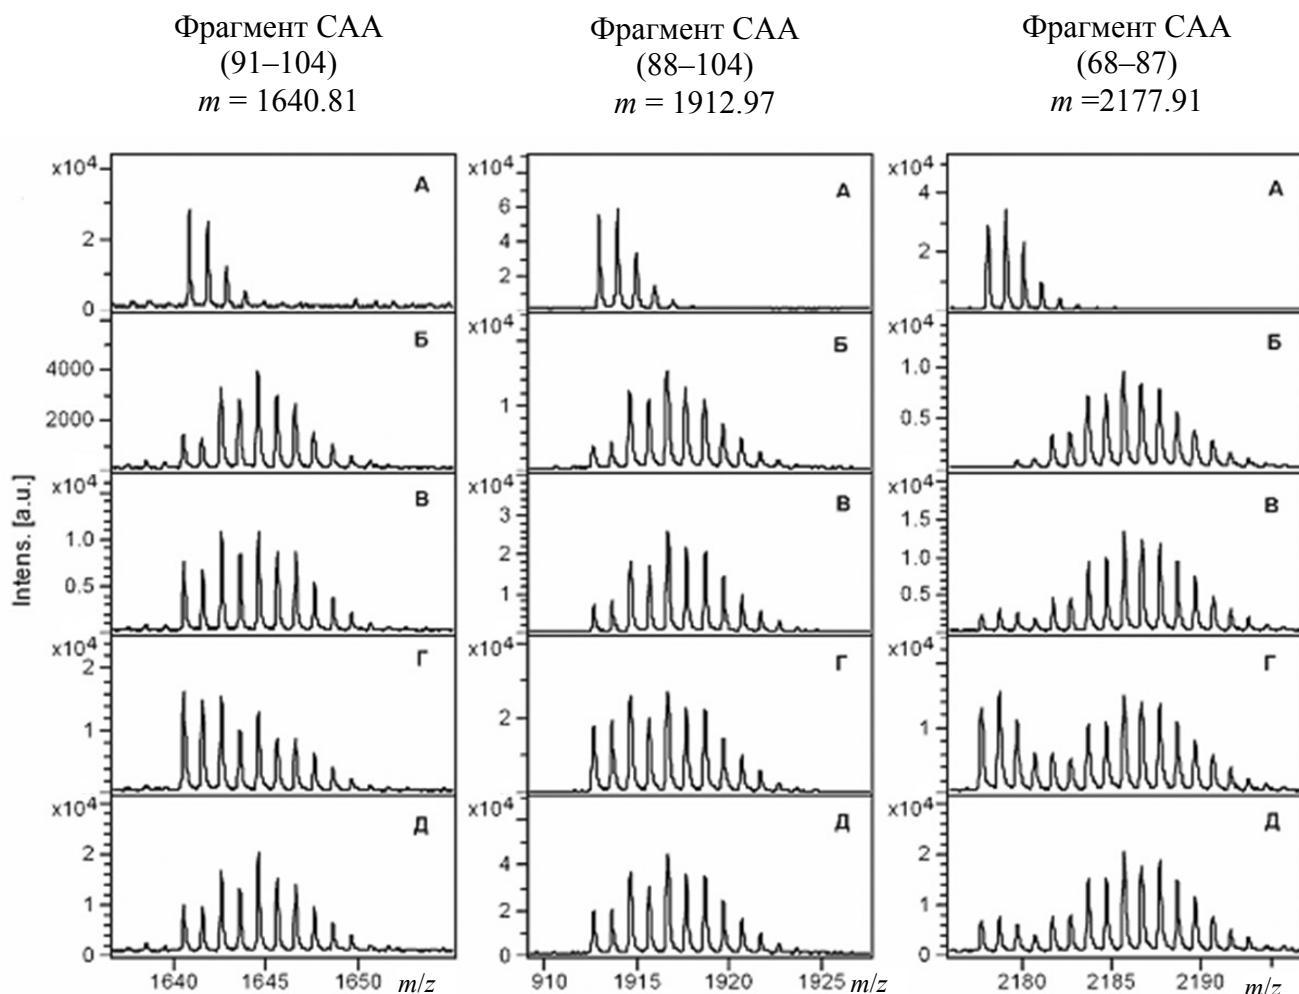 Фрагмент САА
(91–104)
m = 1640.81
Фрагмент САА
(88–104)
m = 1912.97
Фрагмент САА
(68–87)
m =2177.91
Intens. [a.u.]
x10⁴
2
0
А
x10⁴
6
4
2
А
x10⁴
4
2
А
4000
2000
Б
x10⁴
1
Б
x10⁴
1.0
0.5
Б
x10⁴
1.0
0.5
В
x10⁴
3
2
1
В
x10⁴
1.5
1.0
0.5
В
x10⁴
2
1
Г
x10⁴
2
Г
x10⁴
1
Г
x10⁴
2
1
0
Д
x10⁴
4
2
0
Д
x10⁴
2
1
0
Д
1640 1645 1650 m/z
910 1915 1920 1925 m/z
2180 2185 2190 m/z